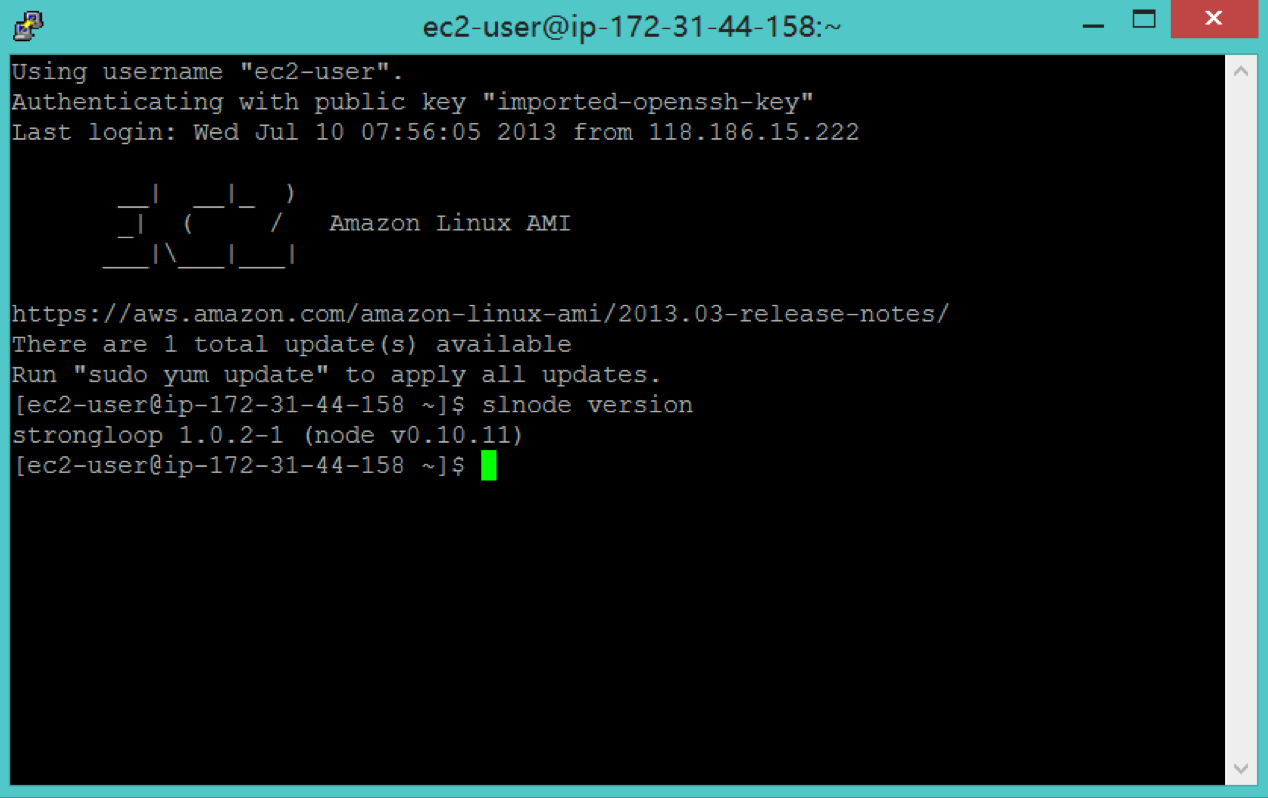 ec2-user@ip-172-31-44-158:~
Using username "ec2-user".
Authenticating with public key "imported-openssh-key"
Last login: Wed Jul 10 07:56:05 2013 from 118.186.15.222
       __|  __|_  )
       _|  (     /   Amazon Linux AMI
      ___|\___|___|
https://aws.amazon.com/amazon-linux-ami/2013.03-release-notes/
There are 1 total update(s) available
Run "sudo yum update" to apply all updates.
[ec2-user@ip-172-31-44-158 ~]$ slnode version
strongloop 1.0.2-1 (node v0.10.11)
[ec2-user@ip-172-31-44-158 ~]$